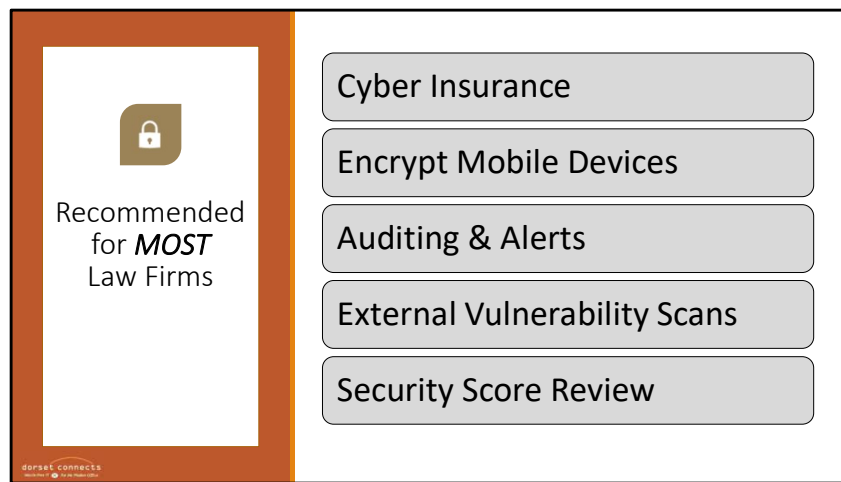 Recommended
for MOST
Law Firms
Cyber Insurance
Encrypt Mobile Devices
Auditing & Alerts
External Vulnerability Scans
Security Score Review
dorset connects